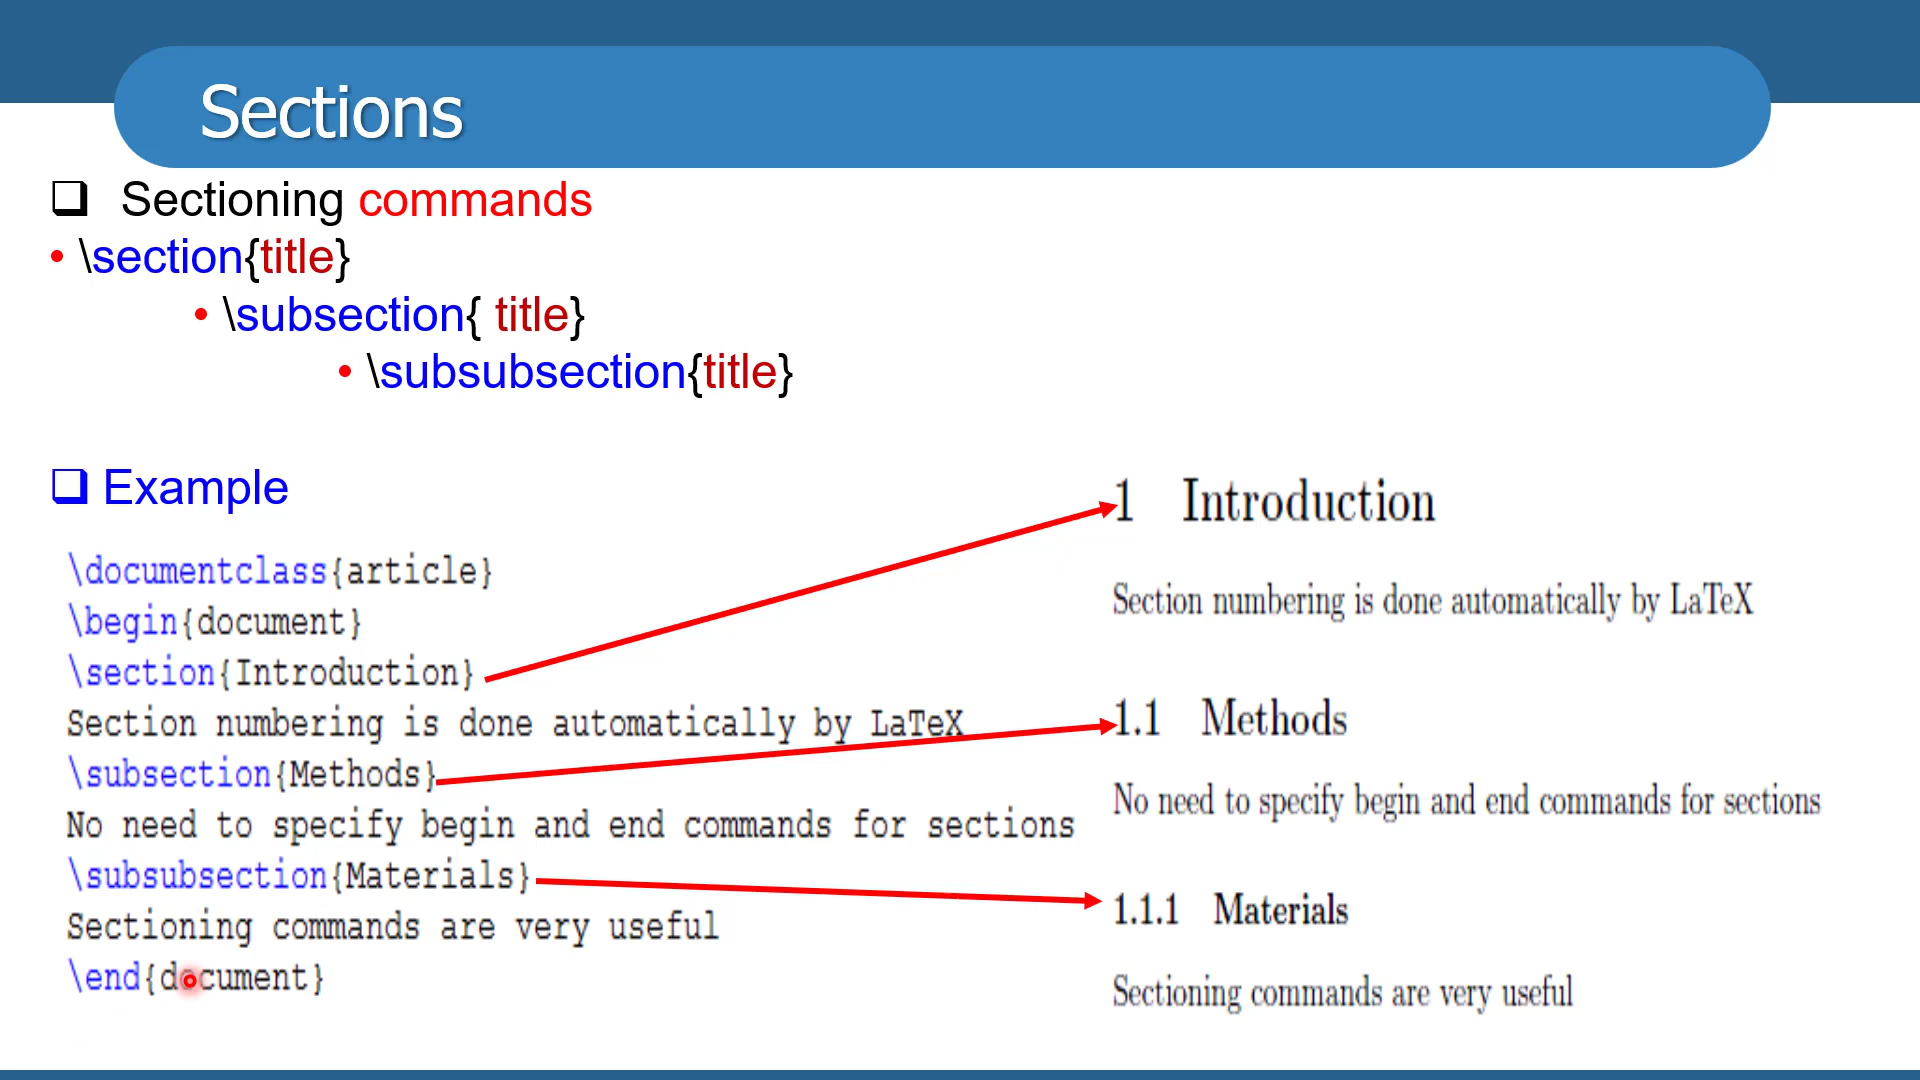 Sections
Sectioning commands
• \section{title}
• \subsection{ title}
• \subsubsection{title}
Example
\documentclass{article}
\begin{document}
\section{Introduction}
Section numbering is done automatically by LaTeX
\subsection{Methods}
No need to specify begin and end commands for sections
\subsubsection{Materials}
Sectioning commands are very useful
\end{document}
1 Introduction
Section numbering is done automatically by LaTeX
1.1 Methods
No need to specify begin and end commands for sections
1.1.1 Materials
Sectioning commands are very useful